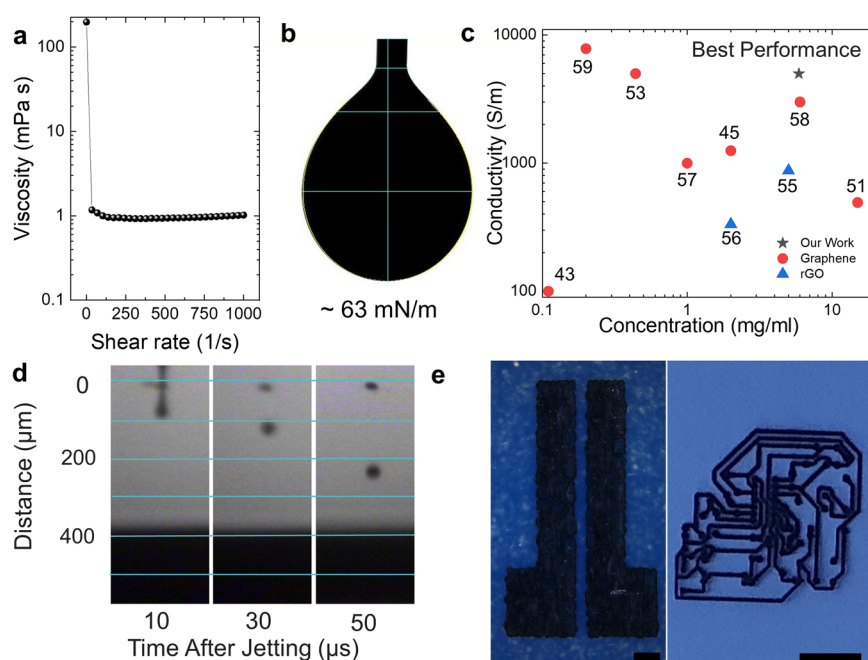 a
Viscosity (mPa s)
100
10
1
0.1
0
250
500
750
1000
Shear rate (1/s)
b
~ 63 mN/m
c
Best Performance
Conductivity (S/m)
10000
1000
100
59
53
45
58
57
55
51
56
43
Our Work
Graphene
rGO
0.1
1
10
Concentration (mg/ml)
d
Distance (µm)
0
200
400
10
30
50
Time After Jetting (µs)
e